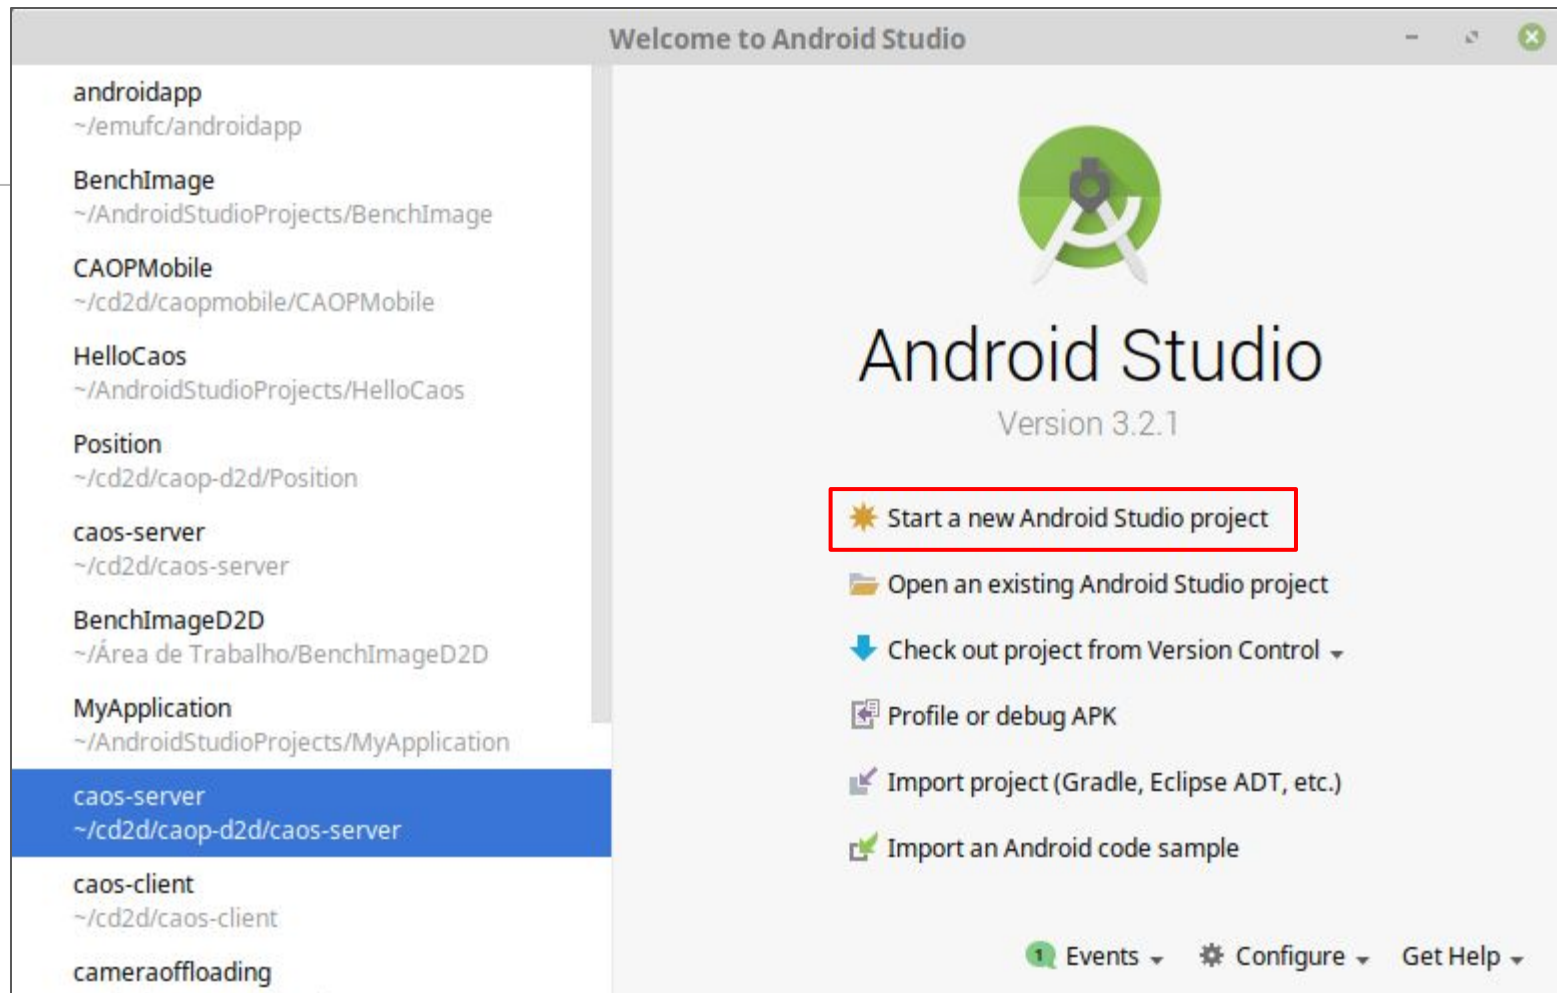 Welcome to Android Studio
androidapp
~/emufc/androidapp
BenchImage
~/AndroidStudioProjects/BenchImage
CAOPMobile
~/cd2d/caopmobile/CAOPMobile
HelloCaos
~/AndroidStudioProjects/HelloCaos
Position
~/cd2d/caop-d2d/Position
caos-server
~/cd2d/caos-server
BenchImageD2D
~/Área de Trabalho/BenchImageD2D
MyApplication
~/AndroidStudioProjects/MyApplication
caos-server
~/cd2d/caop-d2d/caos-server
caos-client
~/cd2d/caos-client
cameraoffloading
Android Studio
Version 3.2.1
Start a new Android Studio project
Open an existing Android Studio project
Check out project from Version Control
Profile or debug APK
Import project (Gradle, Eclipse ADT, etc.)
Import an Android code sample
1 Events Configure Get Help